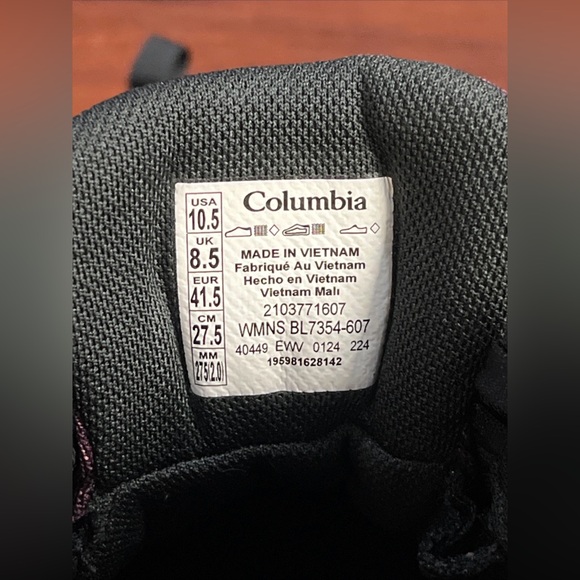 USA
10.5
UK
8.5
EUR
41.5
CM
27.5
MM
275(2.0)
Columbia
MADE IN VIETNAM
Fabriqué Au Vietnam
Hecho en Vietnam
Vietnam Malı
2103771607
WMNS BL7354-607
40449 EWV 0124 224
195981628142